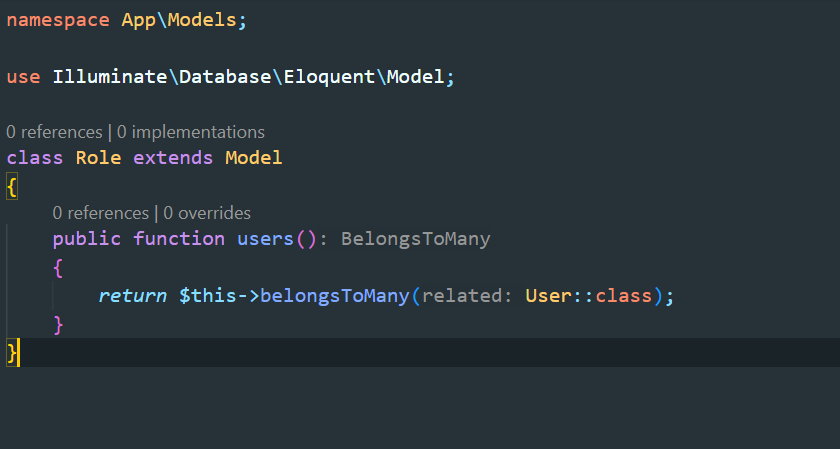 namespace App\Models;
use Illuminate\Database\Eloquent\Model;
0 references | 0 implementations
class Role extends Model
{
0 references | 0 overrides
public function users(): BelongsToMany
{
return $this->belongsToMany(related: User::class);
}
}